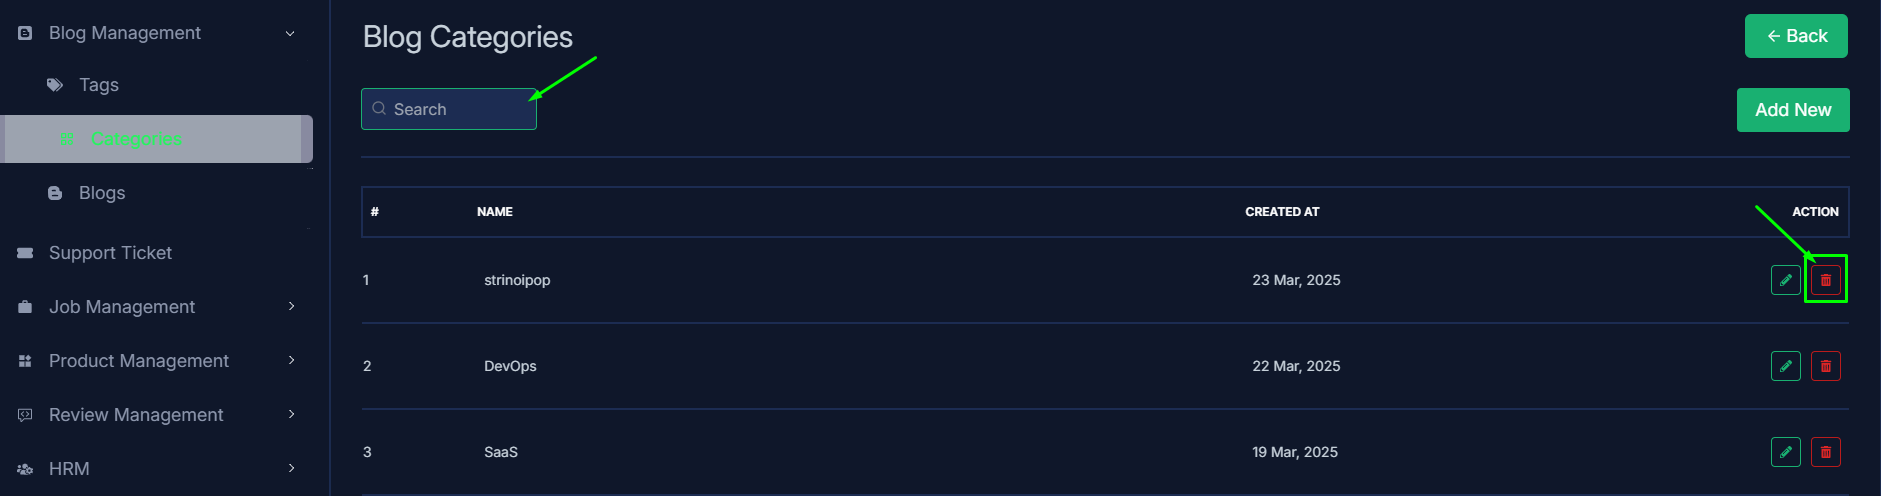 Blog Management
Tags
Categories
Blogs
Support Ticket
Job Management
Product Management
Review Management
HRM
Blog Categories
← Back
Search
Add New
# NAME CREATED AT ACTION
1 strinoipop 23 Mar, 2025
2 DevOps 22 Mar, 2025
3 SaaS 19 Mar, 2025